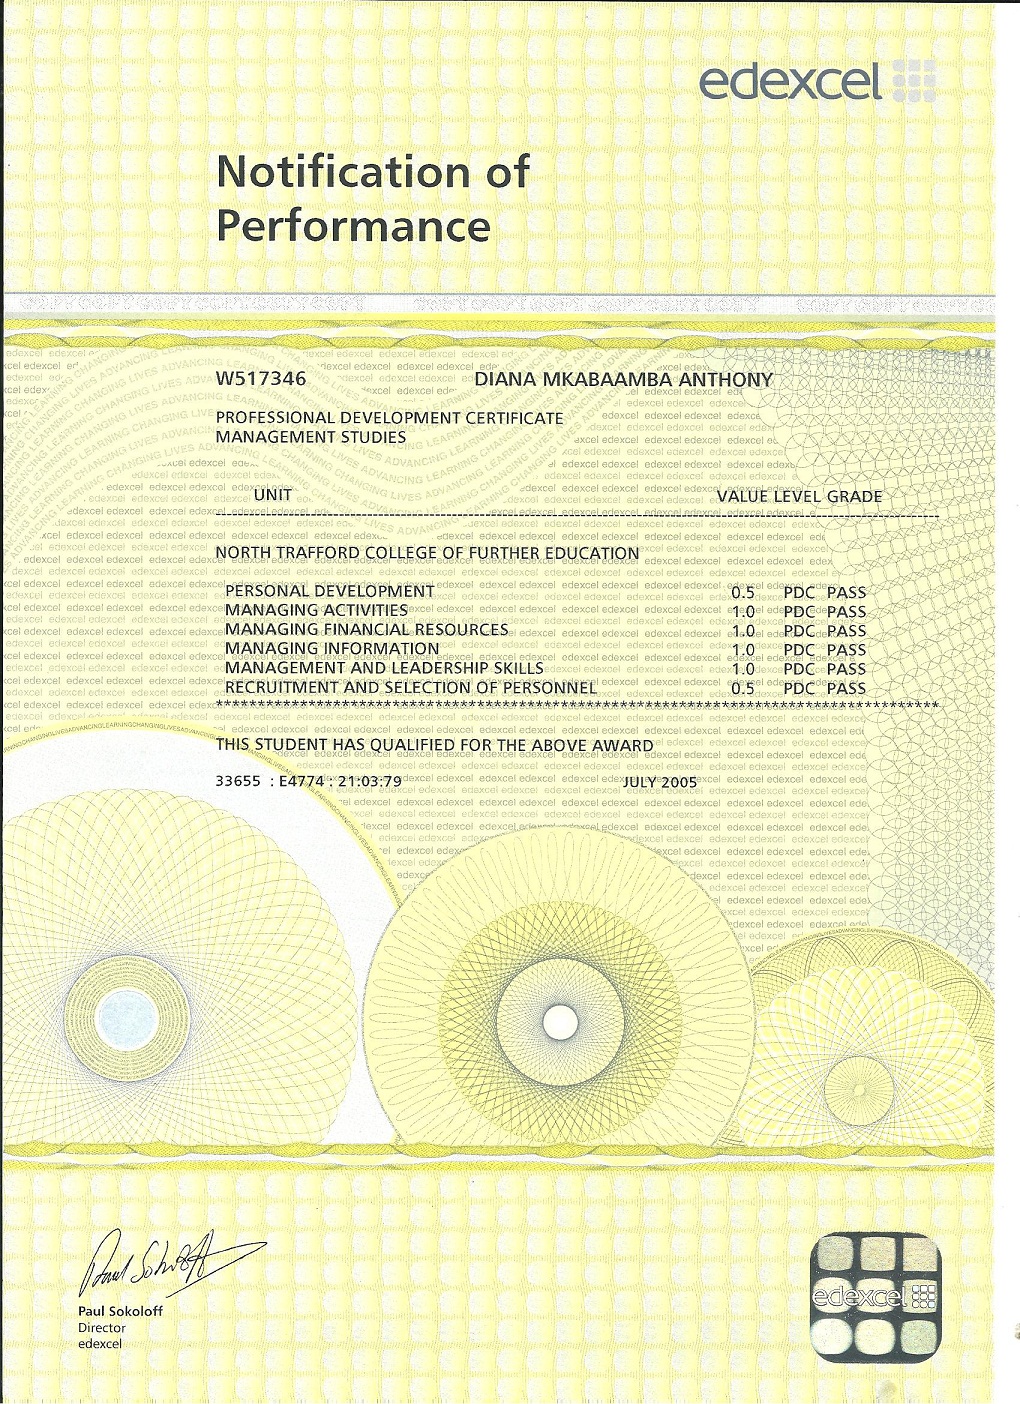 edexcel
Notification of
Performance
W517346 DIANA MKABAAMBA ANTHONY
PROFESSIONAL DEVELOPMENT CERTIFICATE
MANAGEMENT STUDIES
UNIT VALUE LEVEL GRADE
NORTH TRAFFORD COLLEGE OF FURTHER EDUCATION
PERSONAL DEVELOPMENT 0.5 PDC PASS
MANAGING ACTIVITIES 1.0 PDC PASS
MANAGING FINANCIAL RESOURCES 1.0 PDC PASS
MANAGING INFORMATION 1.0 PDC PASS
MANAGEMENT AND LEADERSHIP SKILLS 1.0 PDC PASS
RECRUITMENT AND SELECTION OF PERSONNEL 0.5 PDC PASS
***************************************************************************************
THIS STUDENT HAS QUALIFIED FOR THE ABOVE AWARD
33655 : E4774 : 21:03:79 JULY 2005
Paul Sokoloff
Paul Sokoloff
Director
edexcel
edexcel